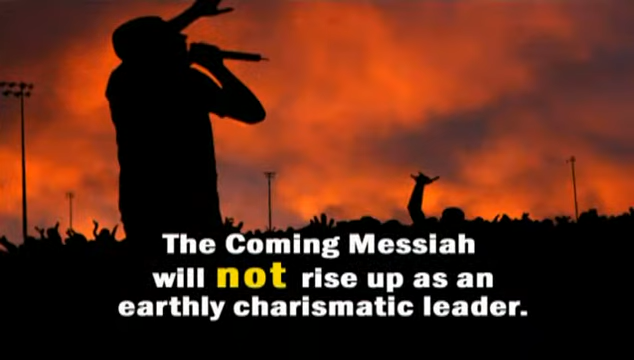 The Coming Messiah
will not rise up as an
earthly charismatic leader.